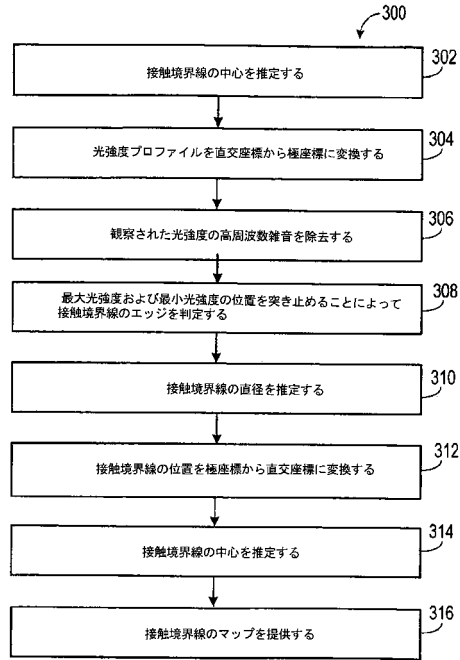 300
接触境界線の中心を推定する
302
光強度プロファイルを直交座標から極座標に変換する
304
観察された光強度の高周波数雑音を除去する
306
最大光強度および最小光強度の位置を突き止めることによって
接触境界線のエッジを判定する
308
接触境界線の直径を推定する
310
接触境界線の位置を極座標から直交座標に変換する
312
接触境界線の中心を推定する
314
接触境界線のマップを提供する
316